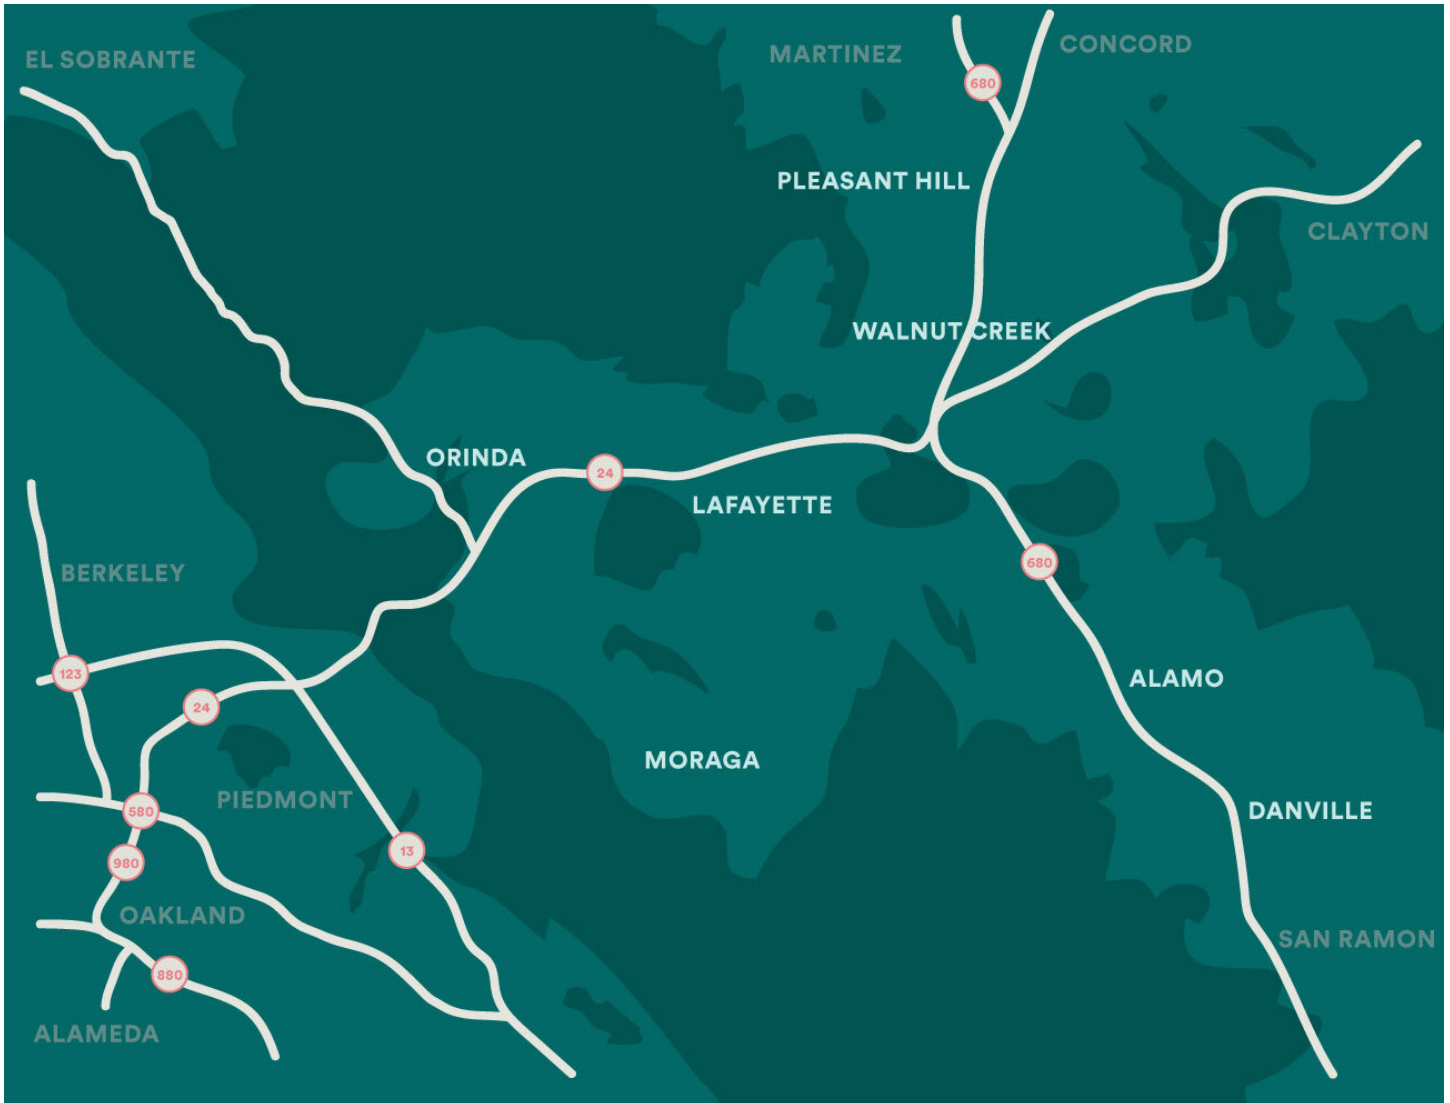 CONCORD
MARTINEZ
EL SOBRANTE
680
PLEASANT HILL
CLAYTON
WALNUT CREEK
ORINDA
24
LAFAYETTE
680
BERKELEY
123
ALAMO
24
MORAGA
PIEDMONT
580
DANVILLE
13
980
OAKLAND
SAN RAMON
880
ALAMEDA